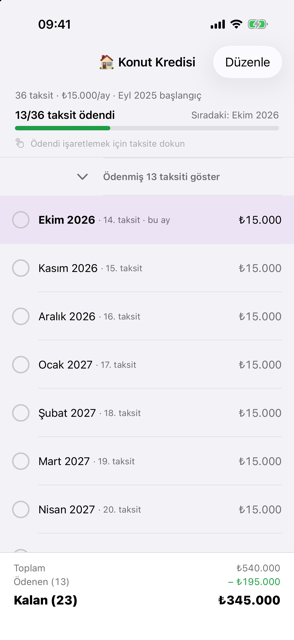 09:41
🏠 Konut Kredisi
Düzenle
36 taksit · ₺15.000/ay · Eyl 2025 başlangıç
13/36 taksit ödendi Sıradaki: Ekim 2026
Ödendi işaretlemek için taksite dokun
Ödenmiş 13 taksiti göster
Ekim 2026 · 14. taksit · bu ay ₺15.000
Kasım 2026 · 15. taksit ₺15.000
Aralık 2026 · 16. taksit ₺15.000
Ocak 2027 · 17. taksit ₺15.000
Şubat 2027 · 18. taksit ₺15.000
Mart 2027 · 19. taksit ₺15.000
Nisan 2027 · 20. taksit ₺15.000
Toplam ₺540.000
Ödenen (13) − ₺195.000
Kalan (23) ₺345.000